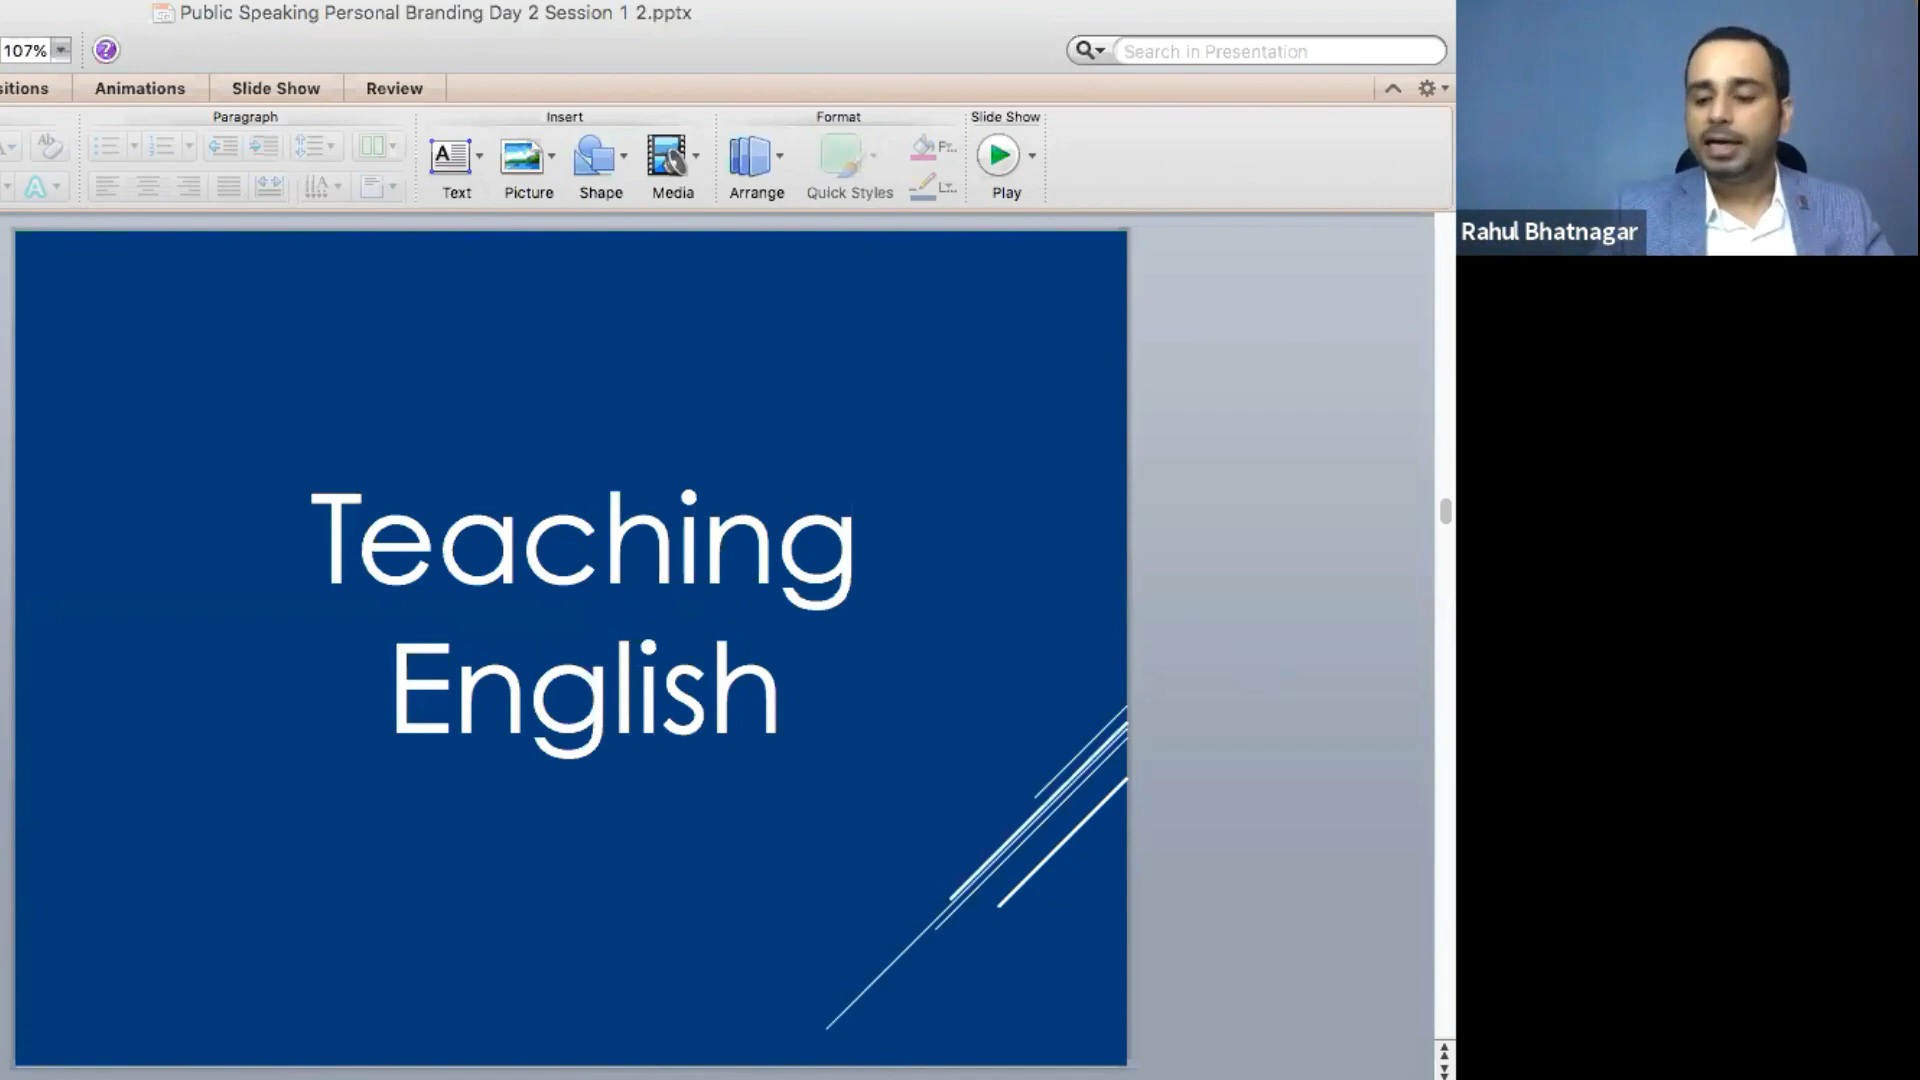 Public Speaking Personal Branding Day 2 Session 1 2.pptx
107%
?
Search in Presentation
sitions
Animations
Slide Show
Review
Paragraph
Insert
Format
Slide Show
Text
Picture
Shape
Media
Arrange
Quick Styles
Play
Rahul Bhatnagar
Teaching
English